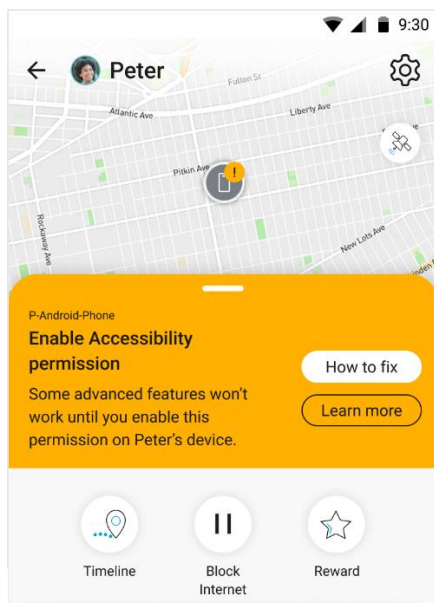 9:30
Peter
Fulton St
Atlantic Ave
Liberty Ave
Pitkin Ave
Rockaway Ave
New Lots Ave
P-Android-Phone
Enable Accessibility
permission
Some advanced features won't
work until you enable this
permission on Peter's device.
How to fix
Learn more
Timeline
Block
Internet
Reward